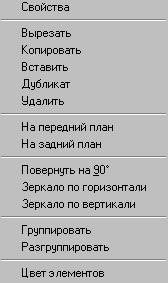 Свойства
Вырезать
Копировать
Вставить
Дубликат
Удалить
На передний план
На задний план
Повернуть на 90°
Зеркало по горизонтали
Зеркало по вертикали
Группировать
Разгруппировать
Цвет элементов